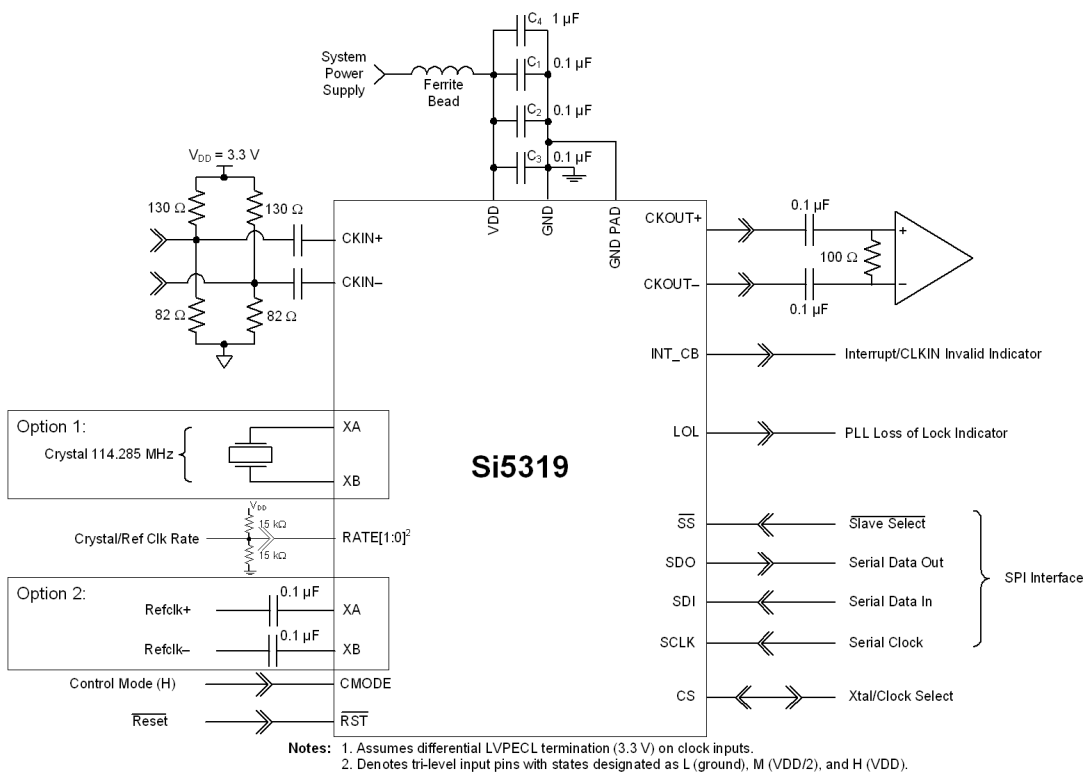 C4 1 µF
System
Power
Supply
Ferrite
Bead
C1 0.1 µF
C2 0.1 µF
C3 0.1 µF
VDD = 3.3 V
130 Ω
130 Ω
82 Ω
82 Ω
CKIN+
CKIN–
VDD
GND
GND PAD
CKOUT+
CKOUT–
0.1 µF
100 Ω
+
–
0.1 µF
INT_CB
Interrupt/CLKIN Invalid Indicator
LOL
PLL Loss of Lock Indicator
Option 1:
Crystal 114.285 MHz
XA
XB
Si5319
VDD
15 kΩ
15 kΩ
Crystal/Ref Clk Rate
RATE[1:0]2
Option 2:
0.1 µF
Refclk+
XA
0.1 µF
Refclk–
XB
Control Mode (H)
CMODE
Reset
RST
SS
Slave Select
SDO
Serial Data Out
SDI
Serial Data In
SCLK
Serial Clock
SPI Interface
CS
Xtal/Clock Select
Notes: 1. Assumes differential LVPECL termination (3.3 V) on clock inputs.
2. Denotes tri-level input pins with states designated as L (ground), M (VDD/2), and H (VDD).